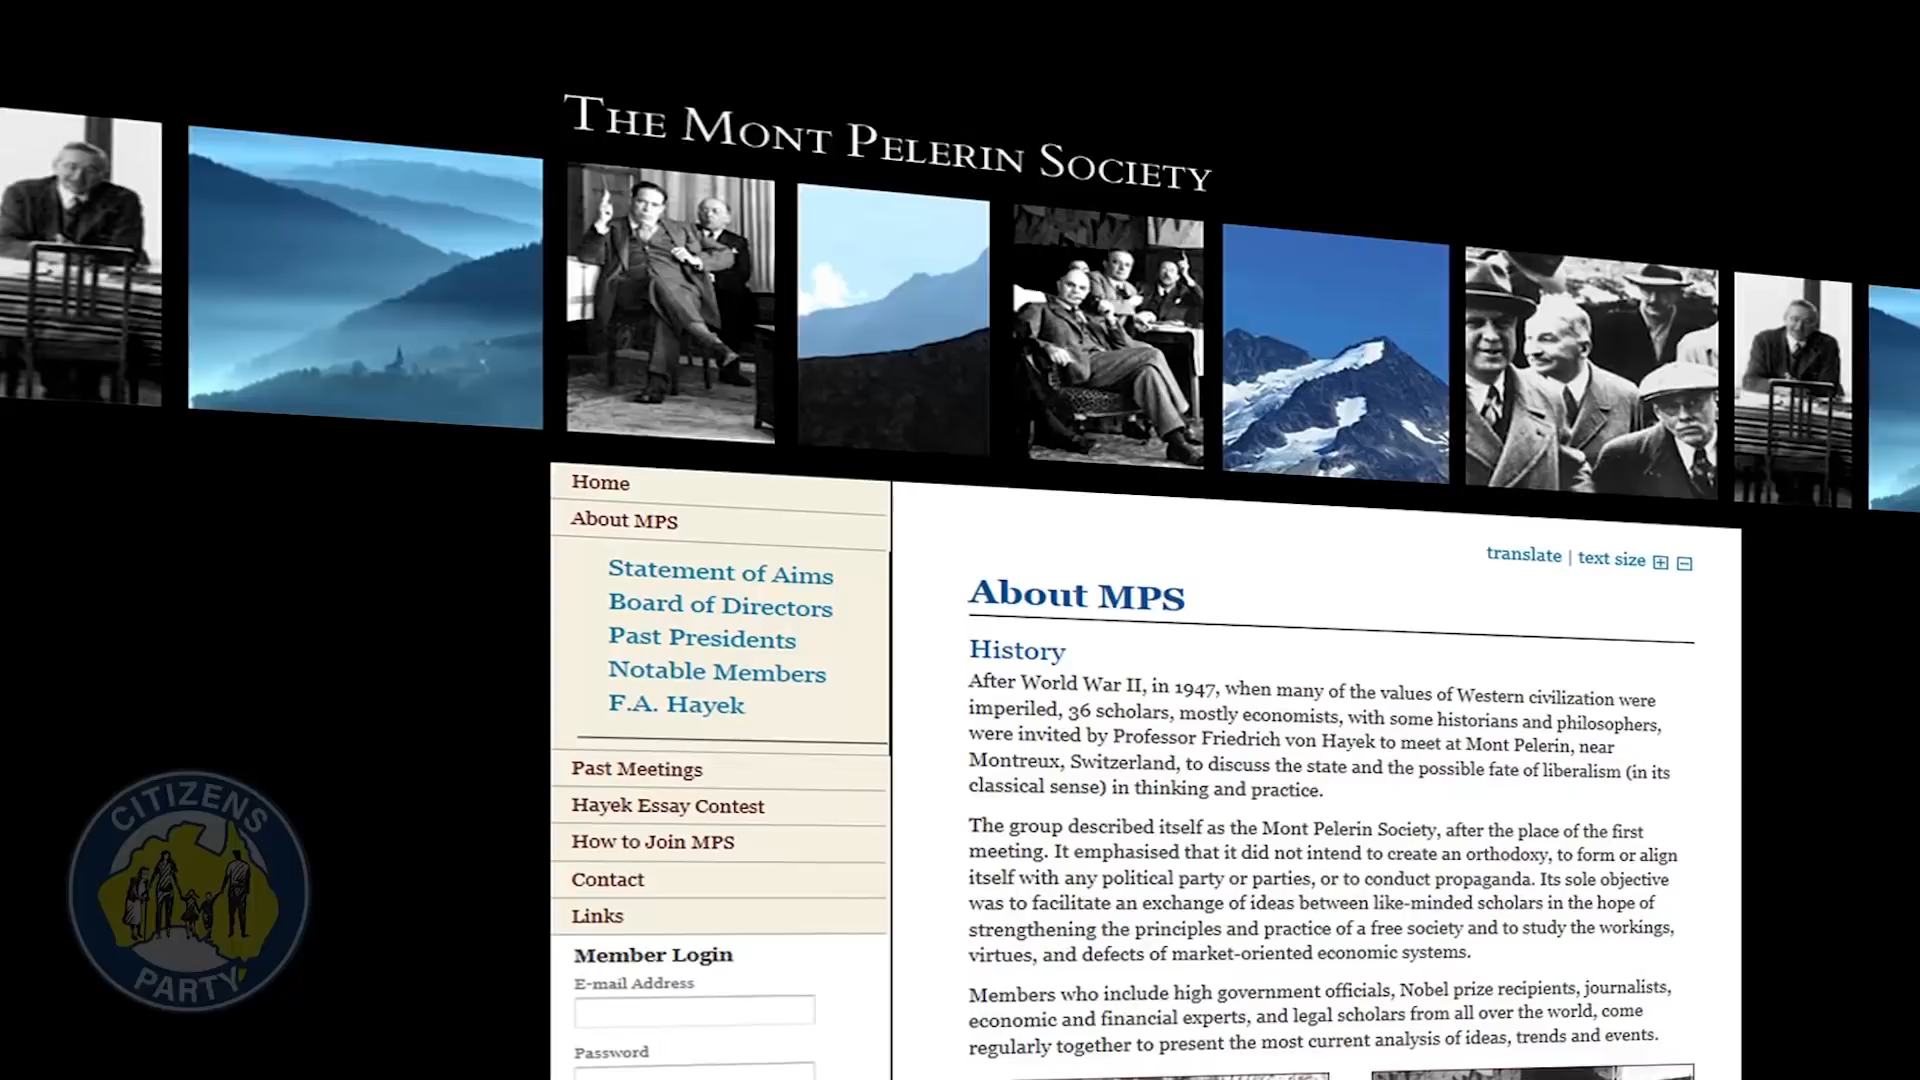 THE MONT PELERIN SOCIETY
Home
About MPS
Statement of Aims
Board of Directors
Past Presidents
Notable Members
F.A. Hayek
Past Meetings
Hayek Essay Contest
How to Join MPS
Contact
Links
Member Login
E-mail Address
Password
translate | text size
About MPS
History
After World War II, in 1947, when many of the values of Western civilization were
imperiled, 36 scholars, mostly economists, with some historians and philosophers,
were invited by Professor Friedrich von Hayek to meet at Mont Pelerin, near
Montreux, Switzerland, to discuss the state and the possible fate of liberalism (in its
classical sense) in thinking and practice.
The group described itself as the Mont Pelerin Society, after the place of the first
meeting. It emphasised that it did not intend to create an orthodoxy, to form or align
itself with any political party or parties, or to conduct propaganda. Its sole objective
was to facilitate an exchange of ideas between like-minded scholars in the hope of
strengthening the principles and practice of a free society and to study the workings,
virtues, and defects of market-oriented economic systems.
Members who include high government officials, Nobel prize recipients, journalists,
economic and financial experts, and legal scholars from all over the world, come
regularly together to present the most current analysis of ideas, trends and events.
CITIZENS
PARTY